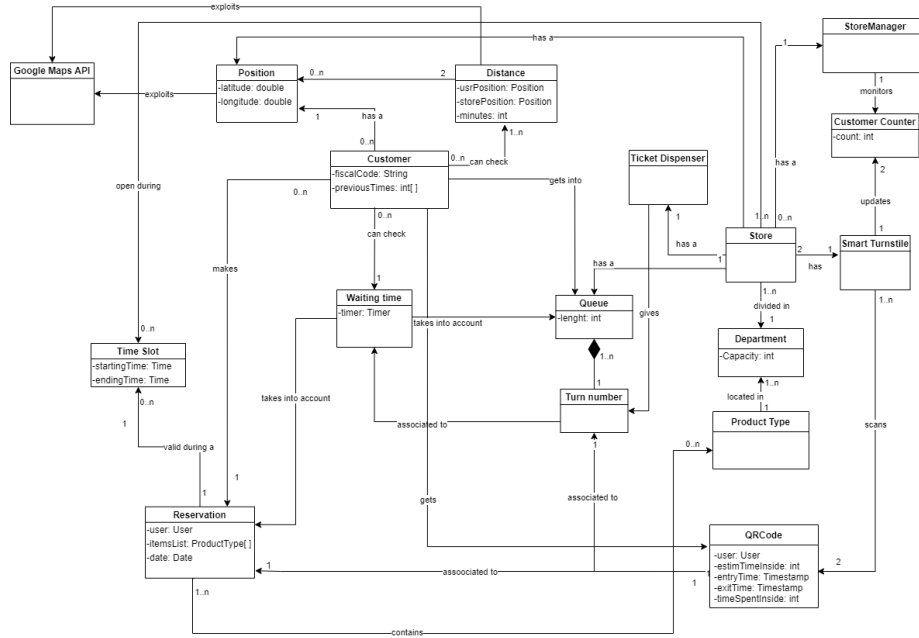 exploits
StoreManager
has a
1
Google Maps API
Position
-latitude: double
-longitude: double
0..n
2
Distance
-usrPosition: Position
-storePosition: Position
-minutes: int
1
monitors
exploits
Customer Counter
-count: int
1
has a
0..n
1..n
can check
0..n
Customer
-fiscalCode: String
-previousTimes: int[ ]
Ticket Dispenser
has a
2
open during
0..n
gets into
1
updates
0..n
can check
1..n
0..n
1
Store
has a
1
2
1
has
Smart Turnstile
makes
has a
1..n
1..n
1
Waiting time
-timer: Timer
Queue
-lenght: int
divided in
gives
takes into account
1
0..n
Department
-Capacity: int
Time Slot
-startingTime: Time
-endingTime: Time
1..n
1..n
1
located in
takes into account
Turn number
1
0..n
Product Type
1
associated to
scans
valid during a
1
0..n
1
1
gets
associated to
Reservation
-user: User
-itemsList: ProductType[ ]
-date: Date
QRCode
-user: User
-estimTimeInside: int
-entryTime: Timestamp
-exitTime: Timestamp
-timeSpentInside: int
2
1
assoociated to
1
1..n
contains